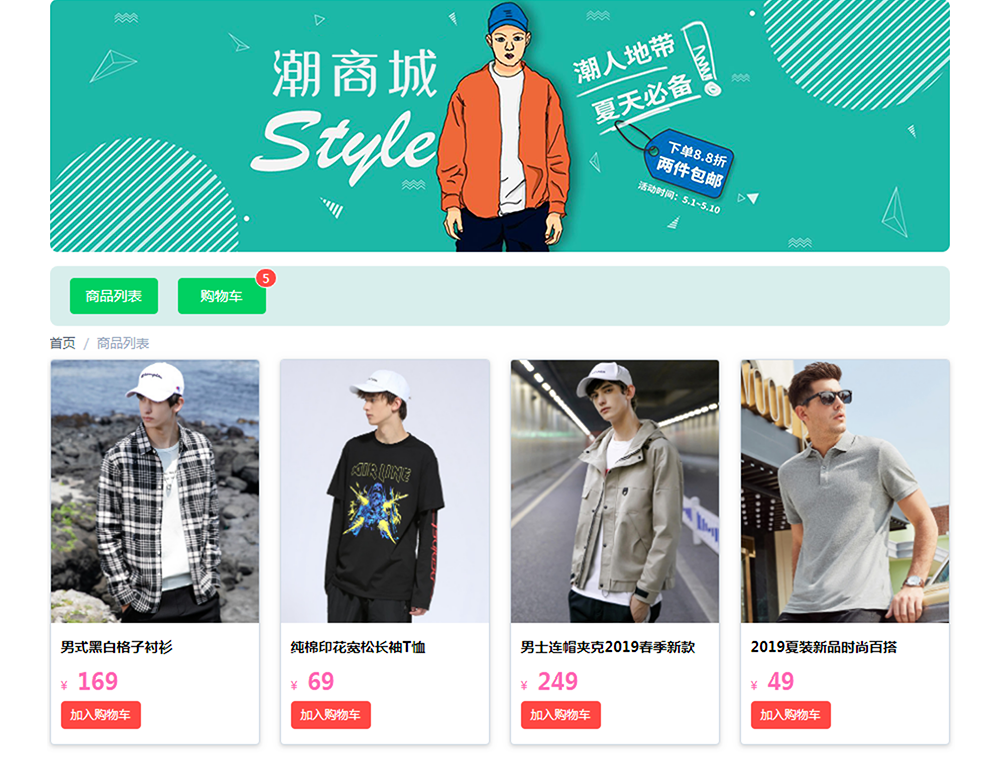 潮商城
Style
潮人地带
夏天必备
下单8.8折
两件包邮
活动时间：5.1~5.10
商品列表
购物车
5
首页 / 商品列表
Champion
AIRLINE
男式黑白格子衬衫
¥ 169
加入购物车
纯棉印花宽松长袖T恤
¥ 69
加入购物车
男士连帽夹克2019春季新款
¥ 249
加入购物车
2019夏装新品时尚百搭
¥ 49
加入购物车